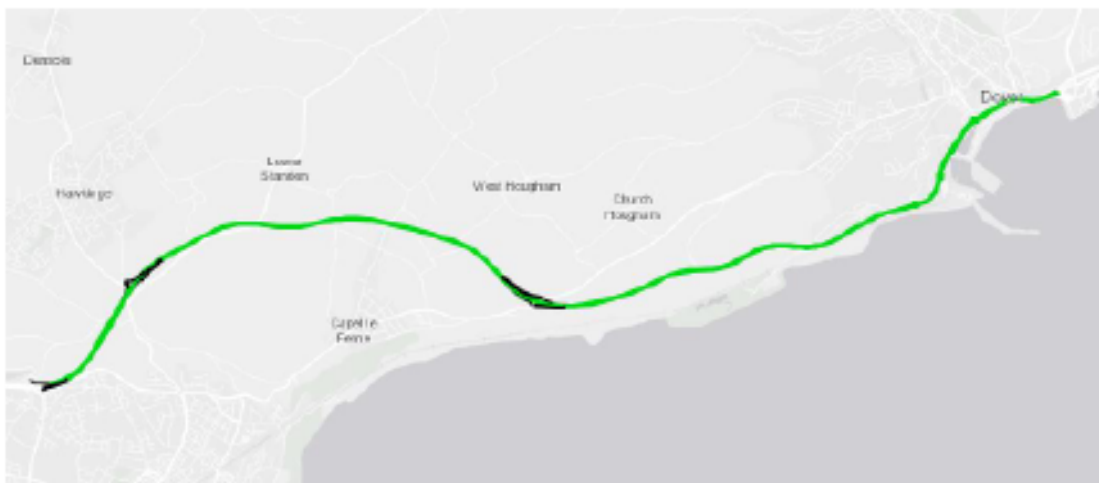 Densole
Dover
Lower
Standen
West Hougham
Hawkinge
Church
Hougham
Capel le
Ferne